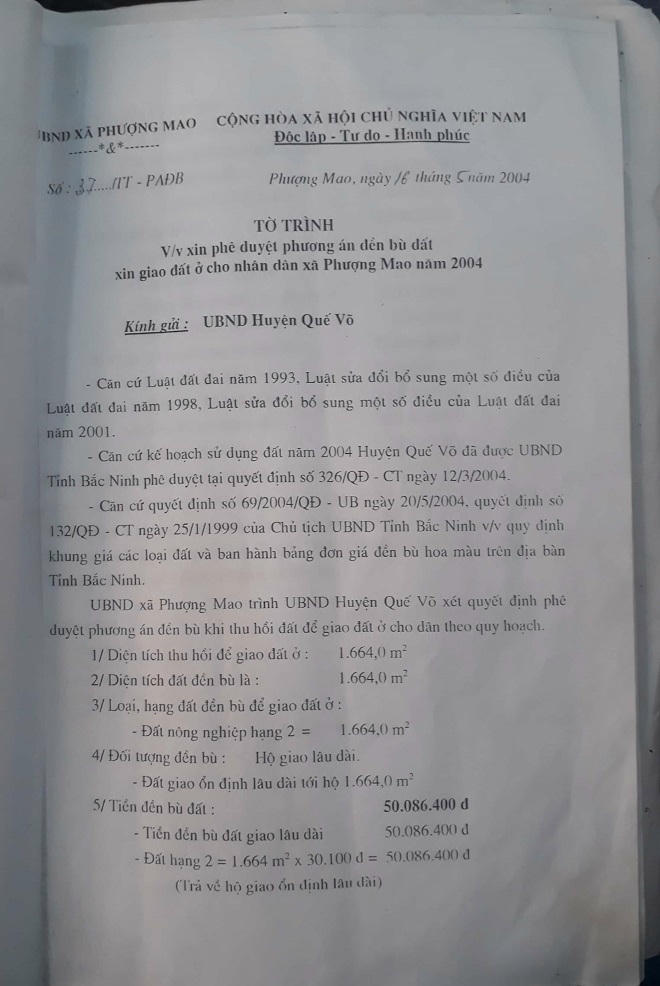 UBND XÃ PHƯỢNG MAO
------*&*-------
CỘNG HÒA XÃ HỘI CHỦ NGHĨA VIỆT NAM
Độc lập - Tự do - Hạnh phúc
Số : 37..../TT - PAĐB
Phượng Mao, ngày 16 tháng 5 năm 2004
TỜ TRÌNH
V/v xin phê duyệt phương án đền bù đất
xin giao đất ở cho nhân dân xã Phượng Mao năm 2004
Kính gửi : UBND Huyện Quế Võ
- Căn cứ Luật đất đai năm 1993, Luật sửa đổi bổ sung một số điều của
Luật đất đai năm 1998, Luật sửa đổi bổ sung một số điều của Luật đất đai
năm 2001.
- Căn cứ kế hoạch sử dụng đất năm 2004 Huyện Quế Võ đã được UBND
Tỉnh Bắc Ninh phê duyệt tại quyết định số 326/QĐ - CT ngày 12/3/2004.
- Căn cứ quyết định số 69/2004/QĐ - UB ngày 20/5/2004, quyết định số
132/QĐ - CT ngày 25/1/1999 của Chủ tịch UBND Tỉnh Bắc Ninh v/v quy định
khung giá các loại đất và ban hành bảng đơn giá đền bù hoa màu trên địa bàn
Tỉnh Bắc Ninh.
UBND xã Phượng Mao trình UBND Huyện Quế Võ xét quyết định phê
duyệt phương án đền bù khi thu hồi đất để giao đất ở cho dân theo quy hoạch.
1/ Diện tích thu hồi để giao đất ở : 1.664,0 m²
2/ Diện tích đất đền bù là : 1.664,0 m²
3/ Loại, hạng đất đền bù để giao đất ở :
- Đất nông nghiệp hạng 2 = 1.664,0 m²
4/ Đối tượng đền bù : Hộ giao lâu dài.
- Đất giao ổn định lâu dài tới hộ 1.664,0 m²
5/ Tiền đền bù đất : 50.086.400 đ
- Tiền đền bù đất giao lâu dài 50.086.400 đ
- Đất hạng 2 = 1.664 m² x 30.100 đ = 50.086.400 đ
(Trả về hộ giao ổn định lâu dài)